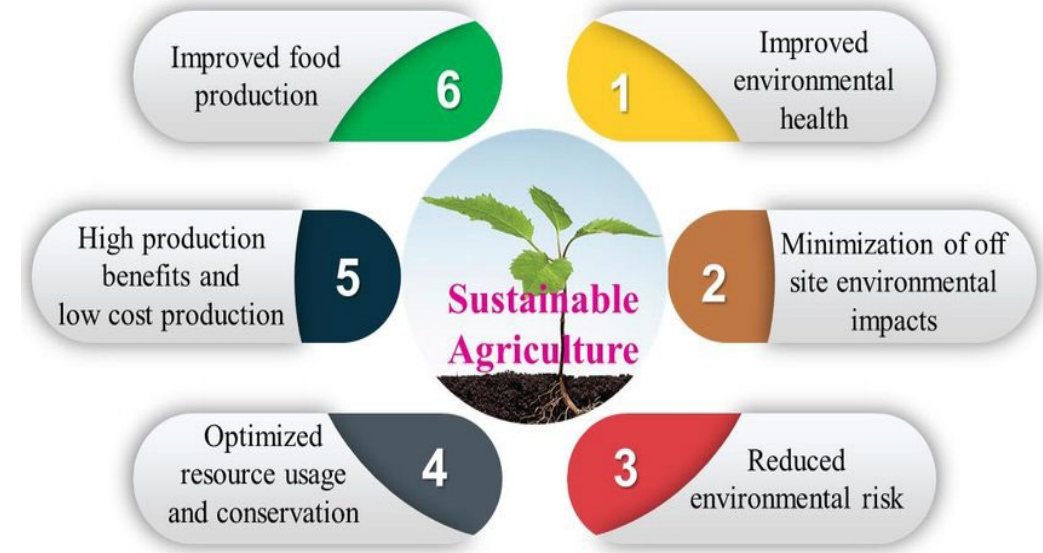 1
Improved
environmental
health
2
Minimization of off
site environmental
impacts
3
Reduced
environmental risk
4
Optimized
resource usage
and conservation
5
High production
benefits and
low cost production
6
Improved food
production
Sustainable
Agriculture